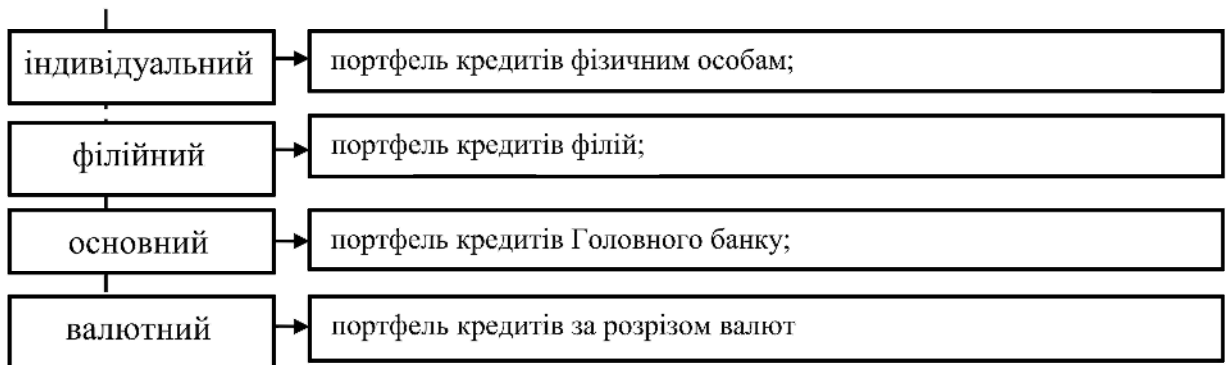 індивідуальний
портфель кредитів фізичним особам;
філійний
портфель кредитів філій;
основний
портфель кредитів Головного банку;
валютний
портфель кредитів за розрізом валют